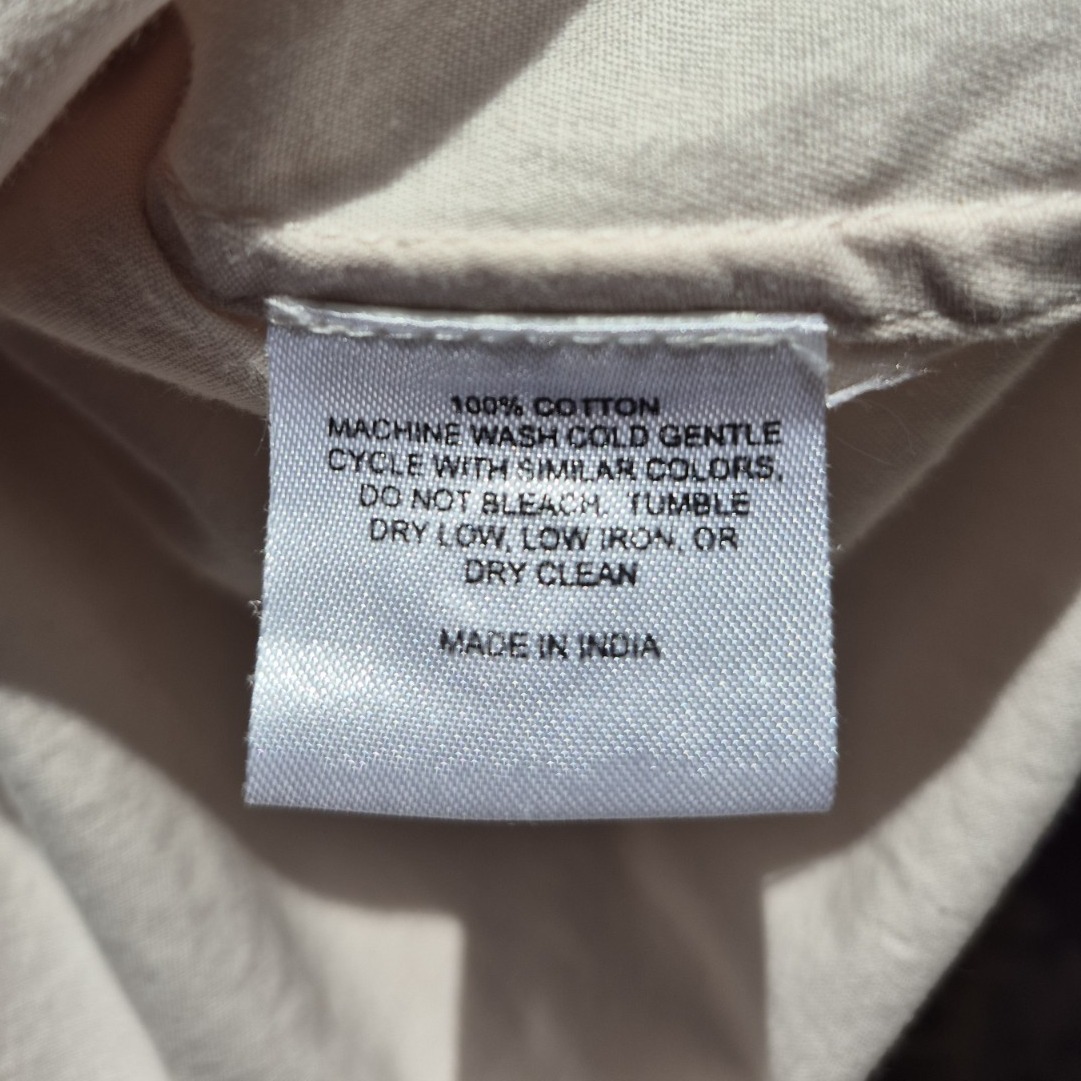 100% COTTON
MACHINE WASH COLD GENTLE
CYCLE WITH SIMILAR COLORS,
DO NOT BLEACH. TUMBLE
DRY LOW, LOW IRON, OR
DRY CLEAN
MADE IN INDIA